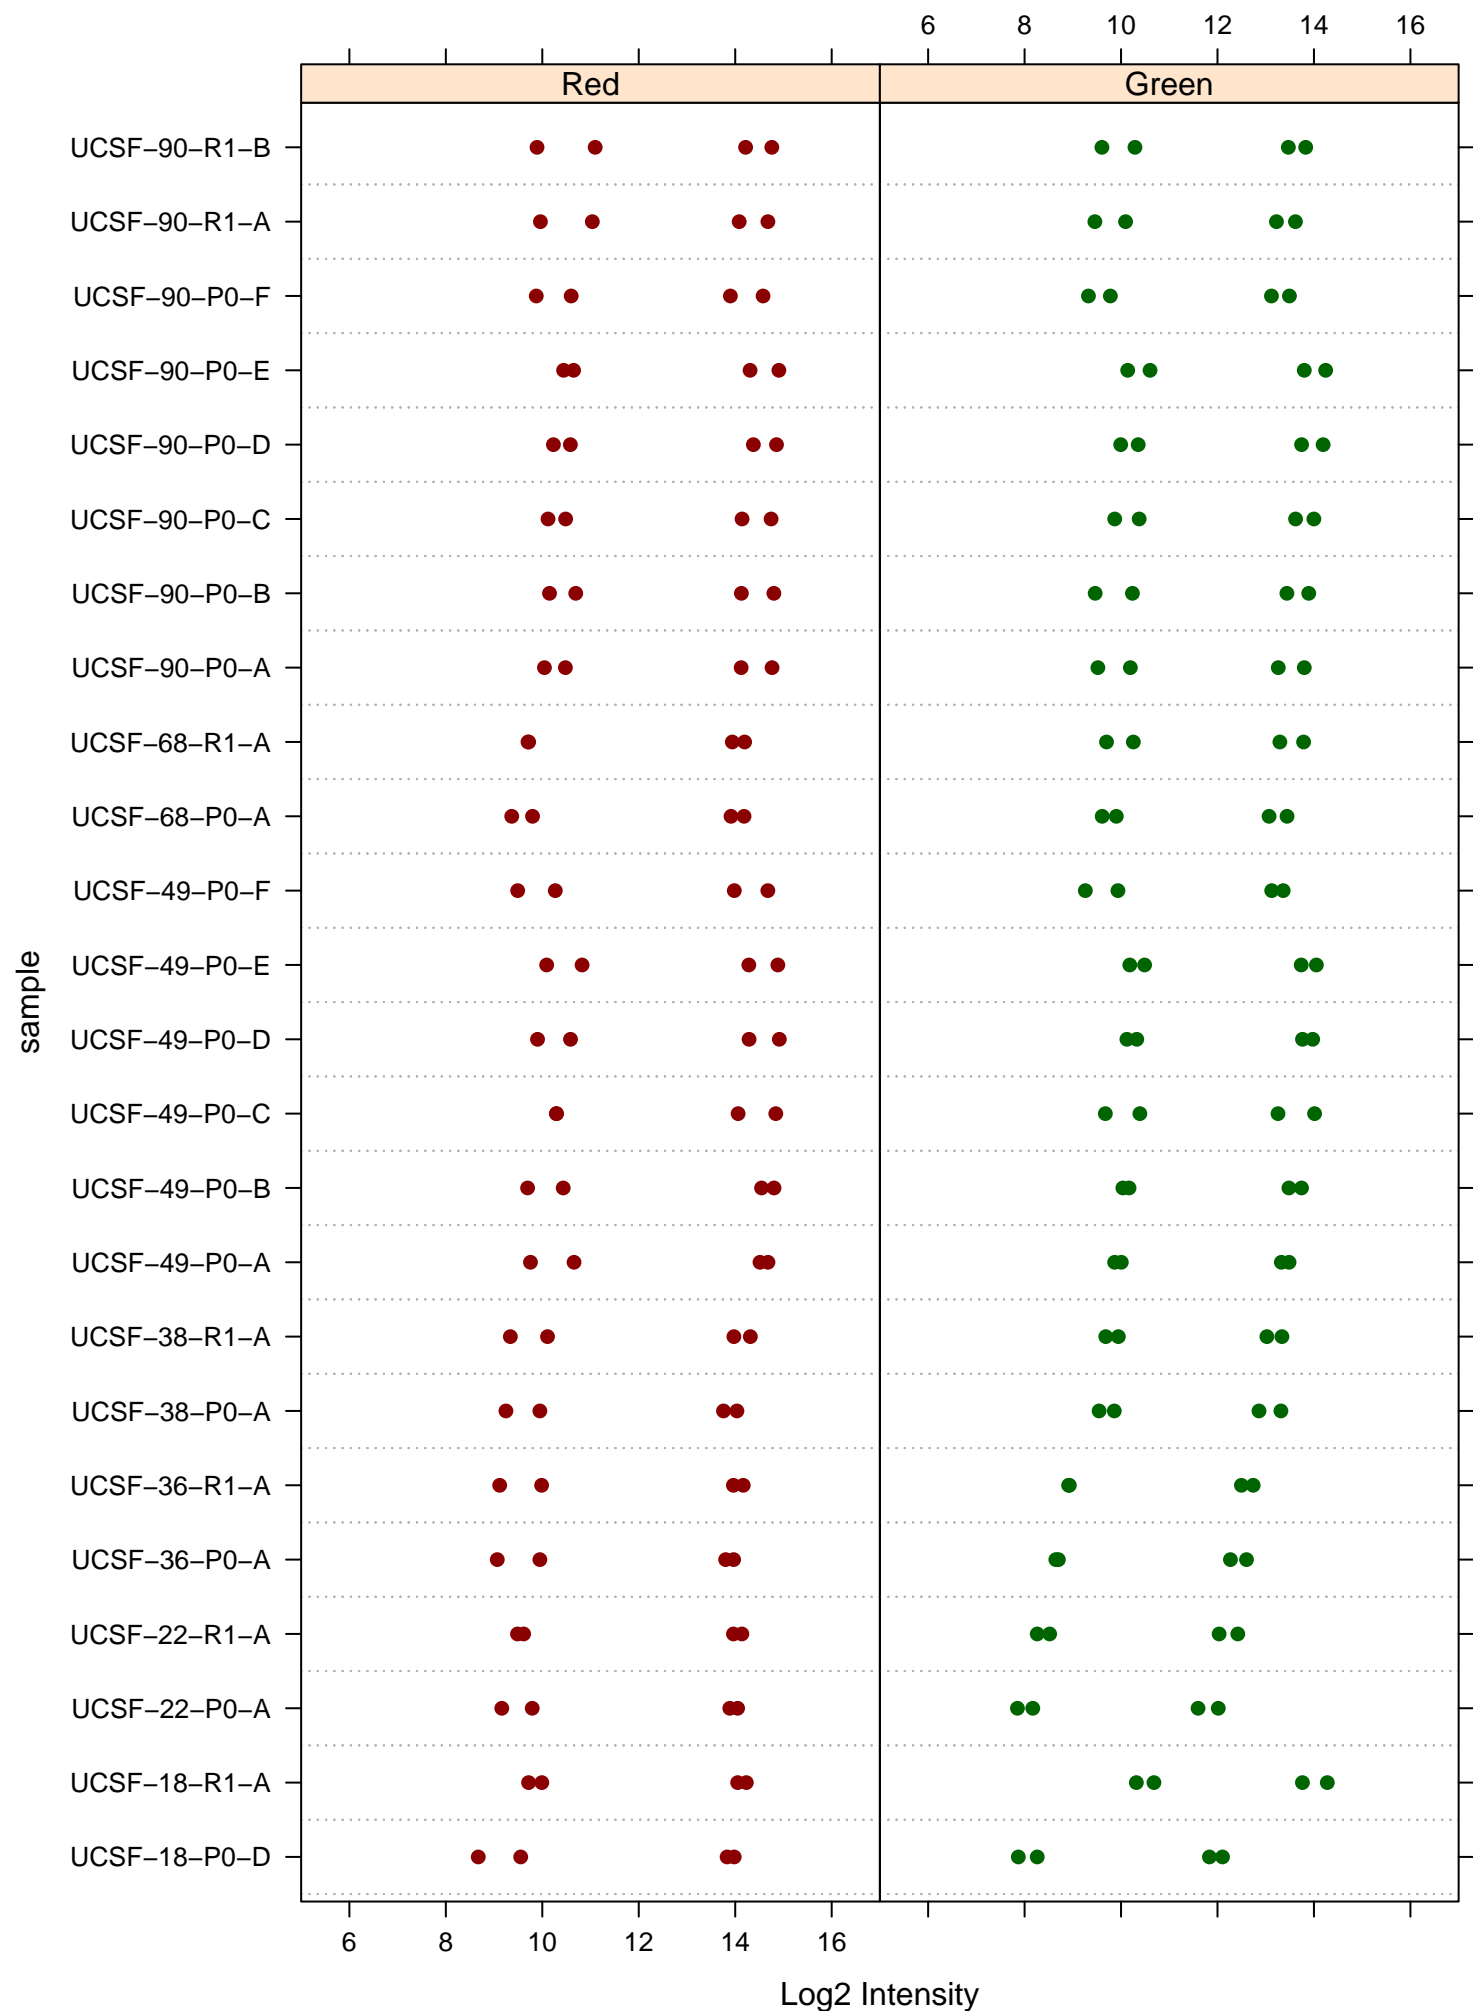 6 8 10 12 14 16
Red Green
UCSF−90−R1−B
UCSF−90−R1−A
UCSF−90−P0−F
UCSF−90−P0−E
UCSF−90−P0−D
UCSF−90−P0−C
UCSF−90−P0−B
UCSF−90−P0−A
UCSF−68−R1−A
UCSF−68−P0−A
UCSF−49−P0−F
UCSF−49−P0−E
UCSF−49−P0−D
UCSF−49−P0−C
UCSF−49−P0−B
UCSF−49−P0−A
UCSF−38−R1−A
UCSF−38−P0−A
UCSF−36−R1−A
UCSF−36−P0−A
UCSF−22−R1−A
UCSF−22−P0−A
UCSF−18−R1−A
UCSF−18−P0−D
sample
6 8 10 12 14 16
Log2 Intensity